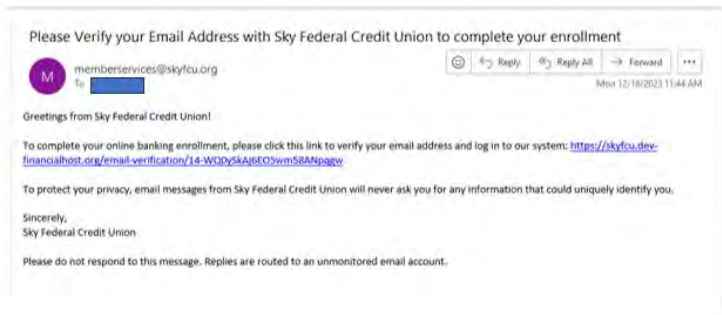 Please Verify your Email Address with Sky Federal Credit Union to complete your enrollment
M
memberservices@skyfcu.org
Reply
Reply All
Forward
To
Mon 12/18/2023 11:44 AM
Greetings from Sky Federal Credit Union!
To complete your online banking enrollment, please click this link to verify your email address and log in to our system: https://skyfcu.dev-
financialhost.org/email-verification/
To protect your privacy, email messages from Sky Federal Credit Union will never ask you for any information that could uniquely identify you.
Sincerely,
Sky Federal Credit Union
Please do not respond to this message. Replies are routed to an unmonitored email account.